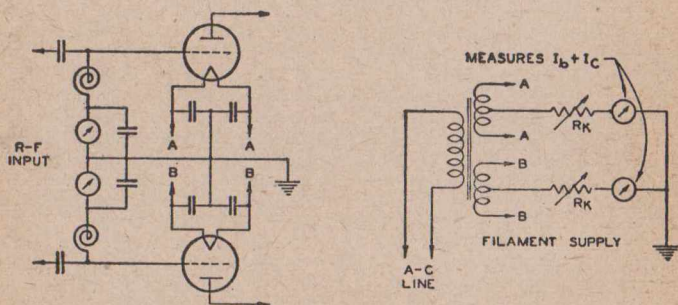 R-F
INPUT
A
A
B
B
MEASURES Ib + Ic
A
A
RK
B
B
RK
FILAMENT SUPPLY
A-C
LINE